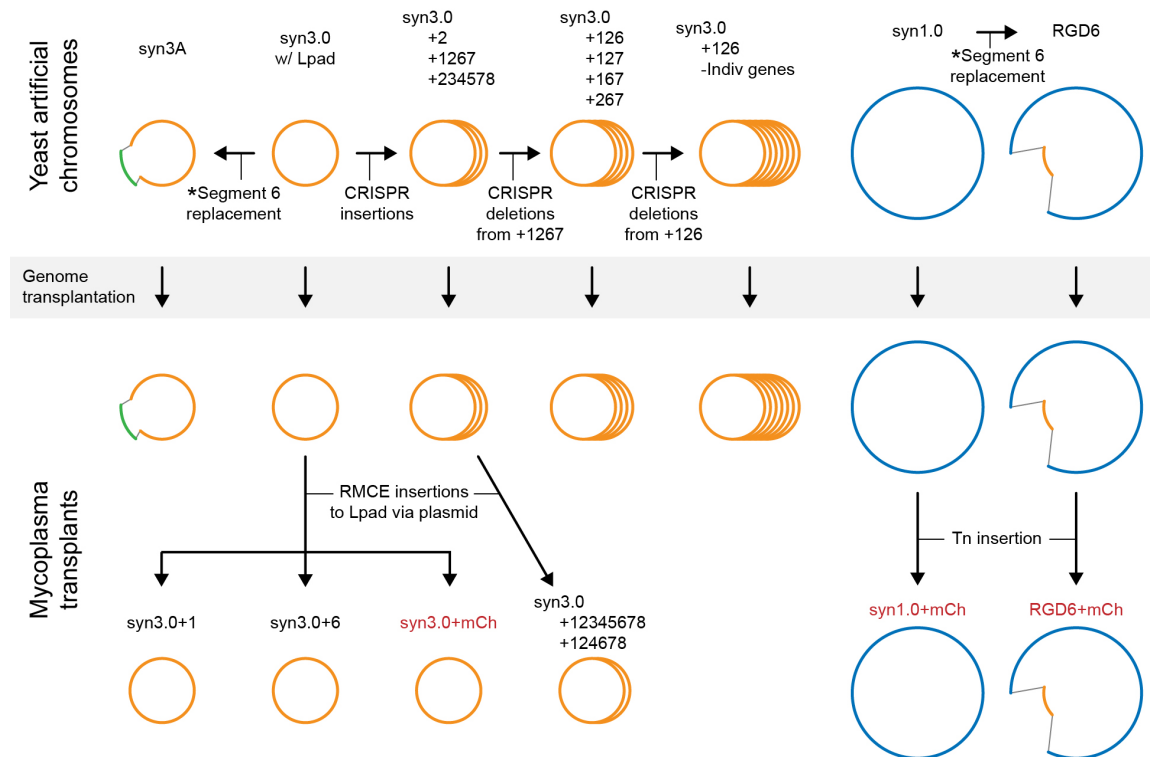 Yeast artificial
chromosomes
syn3A
syn3.0
w/ Lpad
syn3.0
+2
+1267
+234578
syn3.0
+126
+127
+167
+267
syn3.0
+126
-Indiv genes
syn1.0
RGD6
*Segment 6
replacement
*Segment 6
replacement
CRISPR
insertions
CRISPR
deletions
from +1267
CRISPR
deletions
from +126
Genome
transplantation
Mycoplasma
transplants
RMCE insertions
to Lpad via plasmid
Tn insertion
syn3.0+1
syn3.0+6
syn3.0+mCh
syn3.0
+12345678
+124678
syn1.0+mCh
RGD6+mCh